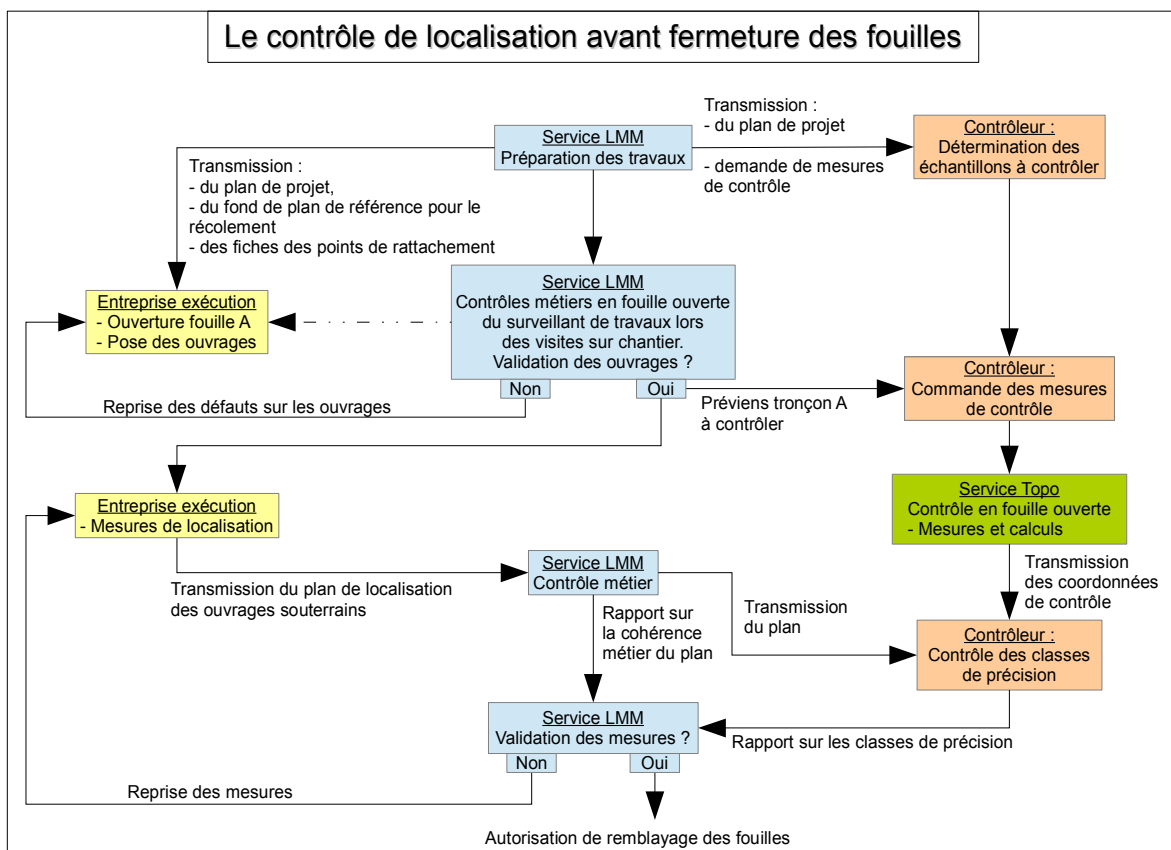 Le contrôle de localisation avant fermeture des fouilles
Transmission :
- du plan de projet
- demande de mesures
de contrôle
Service LMM
Préparation des travaux
Contrôleur :
Détermination des
échantillons à contrôler
Transmission :
- du plan de projet,
- du fond de plan de référence pour le
récolement
- des fiches des points de rattachement
Service LMM
Contrôles métiers en fouille ouverte
du surveillant de travaux lors
des visites sur chantier.
Validation des ouvrages ?
Non
Oui
Entreprise exécution
- Ouverture fouille A
- Pose des ouvrages
Reprise des défauts sur les ouvrages
Préviens tronçon A
à contrôler
Contrôleur :
Commande des mesures
de contrôle
Entreprise exécution
- Mesures de localisation
Service Topo
Contrôle en fouille ouverte
- Mesures et calculs
Transmission du plan de localisation
des ouvrages souterrains
Service LMM
Contrôle métier
Transmission
des coordonnées
de contrôle
Rapport sur
la cohérence
métier du plan
Transmission
du plan
Contrôleur :
Contrôle des classes
de précision
Service LMM
Validation des mesures ?
Non
Oui
Rapport sur les classes de précision
Reprise des mesures
Autorisation de remblayage des fouilles